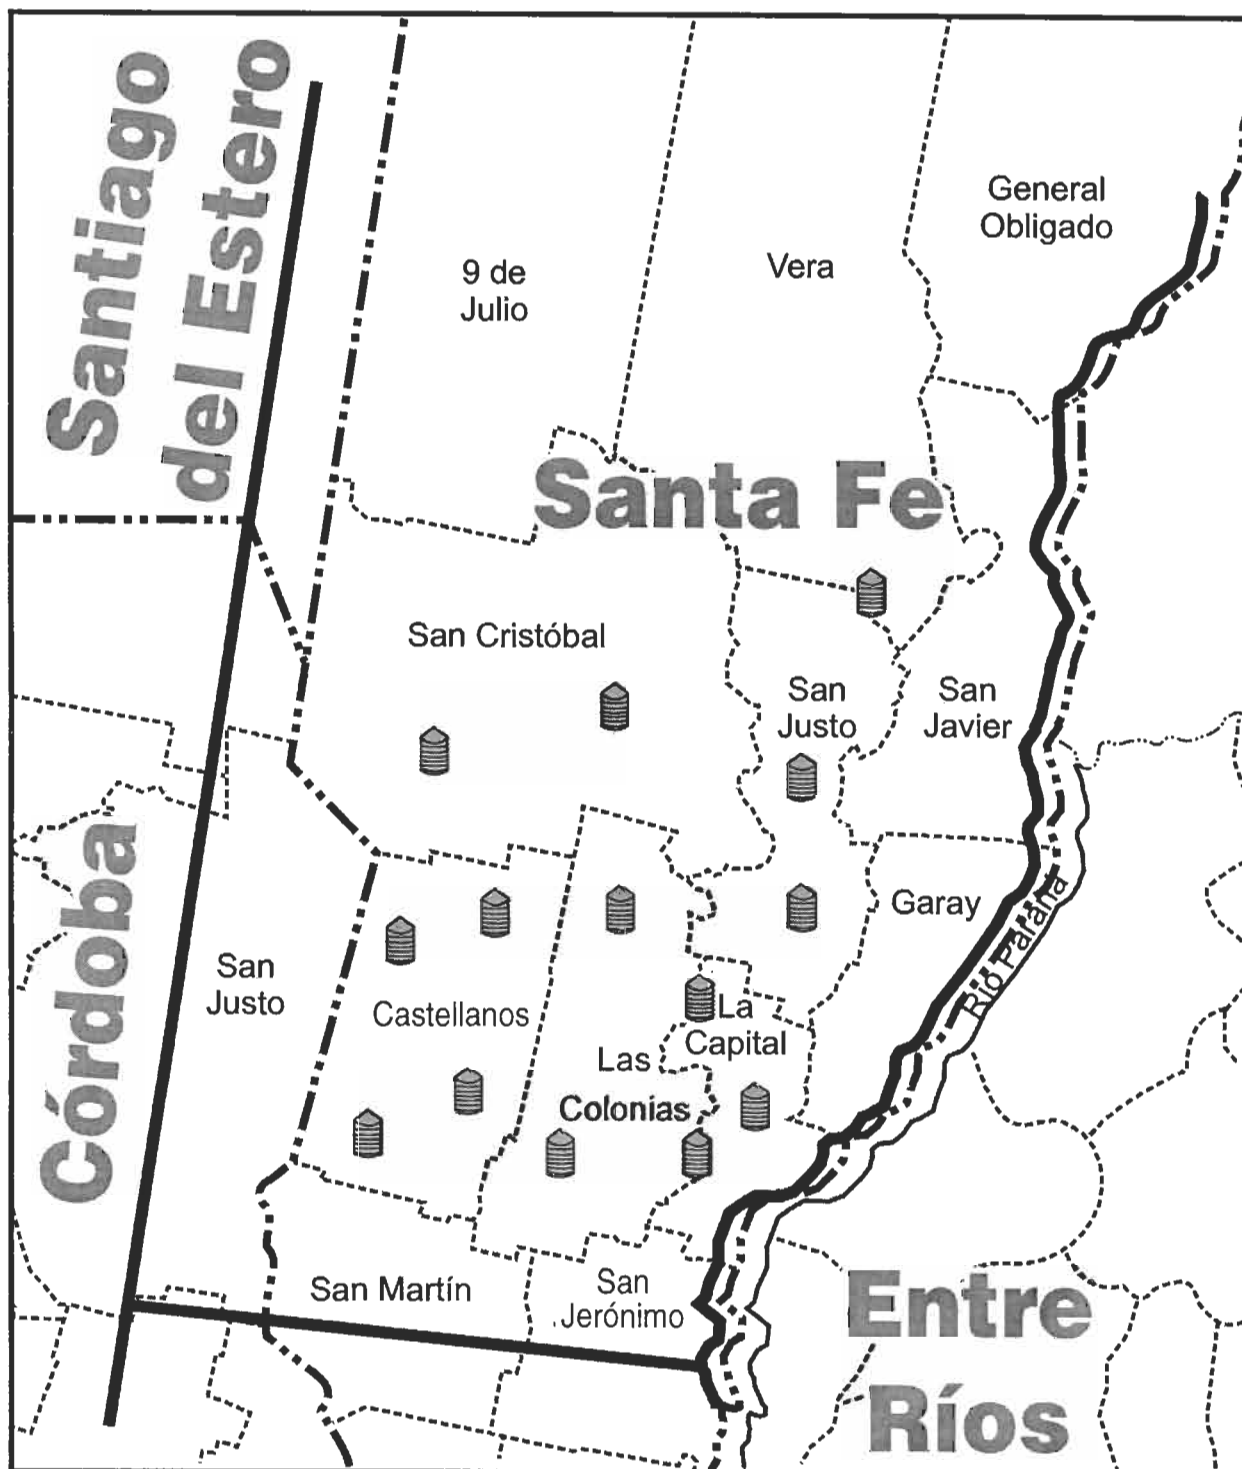 Santiago
del Estero
General
Obligado
9 de
Julio
Vera
Santa Fe
San Cristóbal
San
Justo
San
Javier
Córdoba
Garay
Río Paraná
San
Justo
Castellanos
La
Capital
Las
Colonias
San Martín
San
Jerónimo
Entre
Ríos